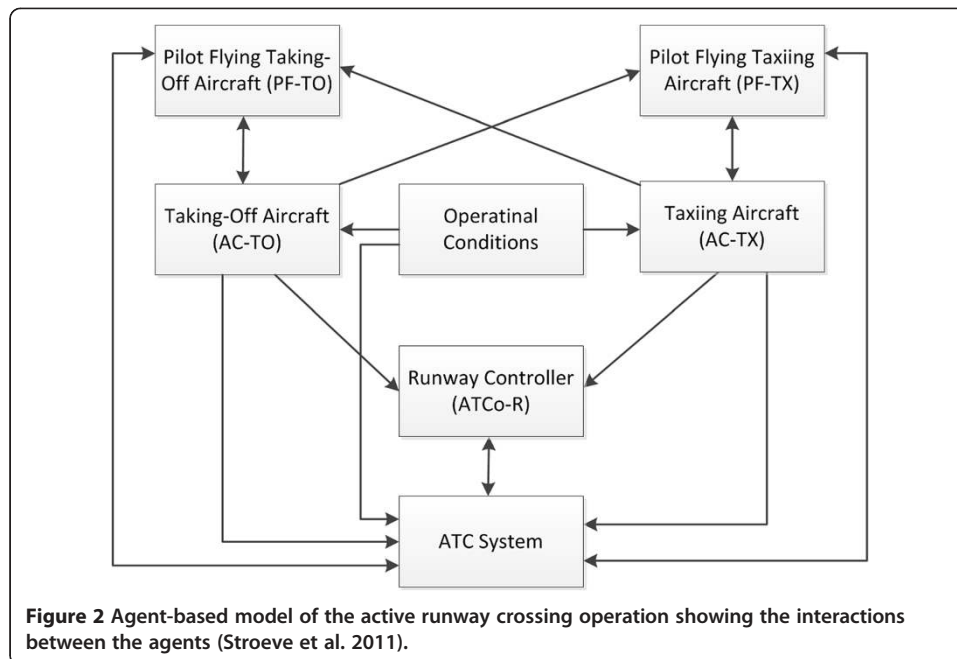 Pilot Flying Taking-
Off Aircraft (PF-TO)
Pilot Flying Taxiing
Aircraft (PF-TX)
Taking-Off Aircraft
(AC-TO)
Operatinal
Conditions
Taxiing Aircraft
(AC-TX)
Runway Controller
(ATCo-R)
ATC System
Figure 2 Agent-based model of the active runway crossing operation showing the interactions
between the agents (Stroeve et al. 2011).